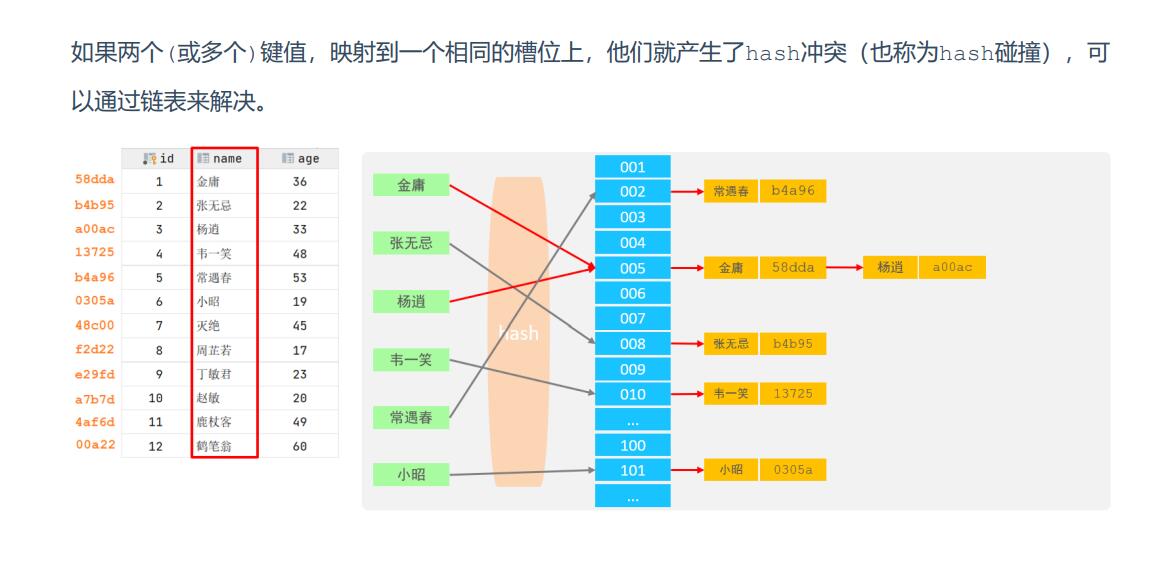 如果两个(或多个)键值，映射到一个相同的槽位上，他们就产生了hash冲突（也称为hash碰撞），可
以通过链表来解决。
id name age
58dda 1 金庸 36
b4b95 2 张无忌 22
a00ac 3 杨逍 33
13725 4 韦一笑 48
b4a96 5 常遇春 53
0305a 6 小昭 19
48c00 7 灭绝 45
f2d22 8 周芷若 17
e29fd 9 丁敏君 23
a7b7d 10 赵敏 20
4af6d 11 鹿杖客 49
00a22 12 鹤笔翁 60
金庸
张无忌
杨逍
韦一笑
常遇春
小昭
hash
001
002 常遇春 b4a96
003
004
005 金庸 58dda 杨逍 a00ac
006
007
008 张无忌 b4b95
009
010 韦一笑 13725
...
100
101 小昭 0305a
...